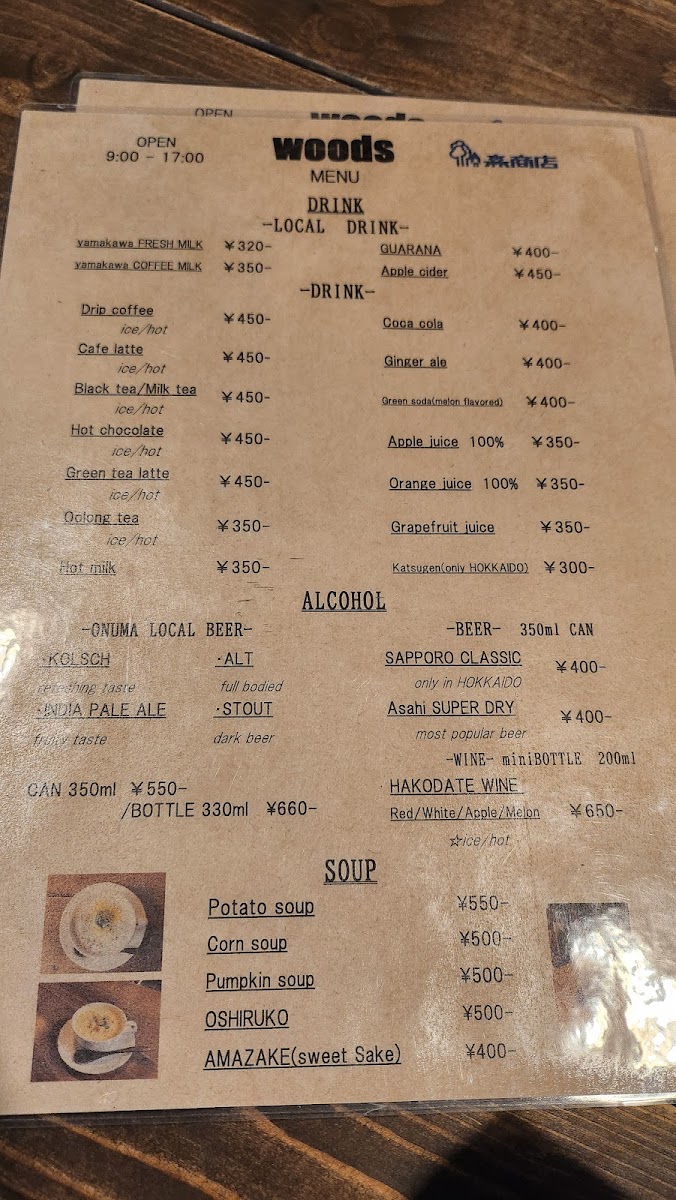 OPEN
woods
OPEN
9:00 - 17:00
woods
商店
MENU
DRINK
-LOCAL DRINK-
yamakawa FRESH MILK ¥320-
GUARANA ¥400-
yamakawa COFFEE MILK ¥350-
Apple cider ¥450-
-DRINK-
Drip coffee ¥450-
ice/hot
Coca cola ¥400-
Cafe latte ¥450-
ice/hot
Ginger ale ¥400-
Black tea/Milk tea ¥450-
ice/hot
Green soda(melon flavored) ¥400-
Hot chocolate ¥450-
ice/hot
Apple juice 100% ¥350-
Green tea latte ¥450-
ice/hot
Orange juice 100% ¥350-
Oolong tea ¥350-
ice/hot
Grapefruit juice ¥350-
Hot milk ¥350-
Katsugen(only HOKKAIDO) ¥300-
ALCOHOL
-ONUMA LOCAL BEER-
・KOLSCH ・ALT
refreshing taste full bodied
・INDIA PALE ALE ・STOUT
fruity taste dark beer
CAN 350ml ¥550-
/BOTTLE 330ml ¥660-
-BEER- 350ml CAN
SAPPORO CLASSIC ¥400-
only in HOKKAIDO
Asahi SUPER DRY ¥400-
most popular beer
-WINE- miniBOTTLE 200ml
HAKODATE WINE
Red/White/Apple/Melon ¥650-
☆ice/hot
SOUP
Potato soup ¥550-
Corn soup ¥500-
Pumpkin soup ¥500-
OSHIRUKO ¥500-
AMAZAKE(sweet Sake) ¥400-